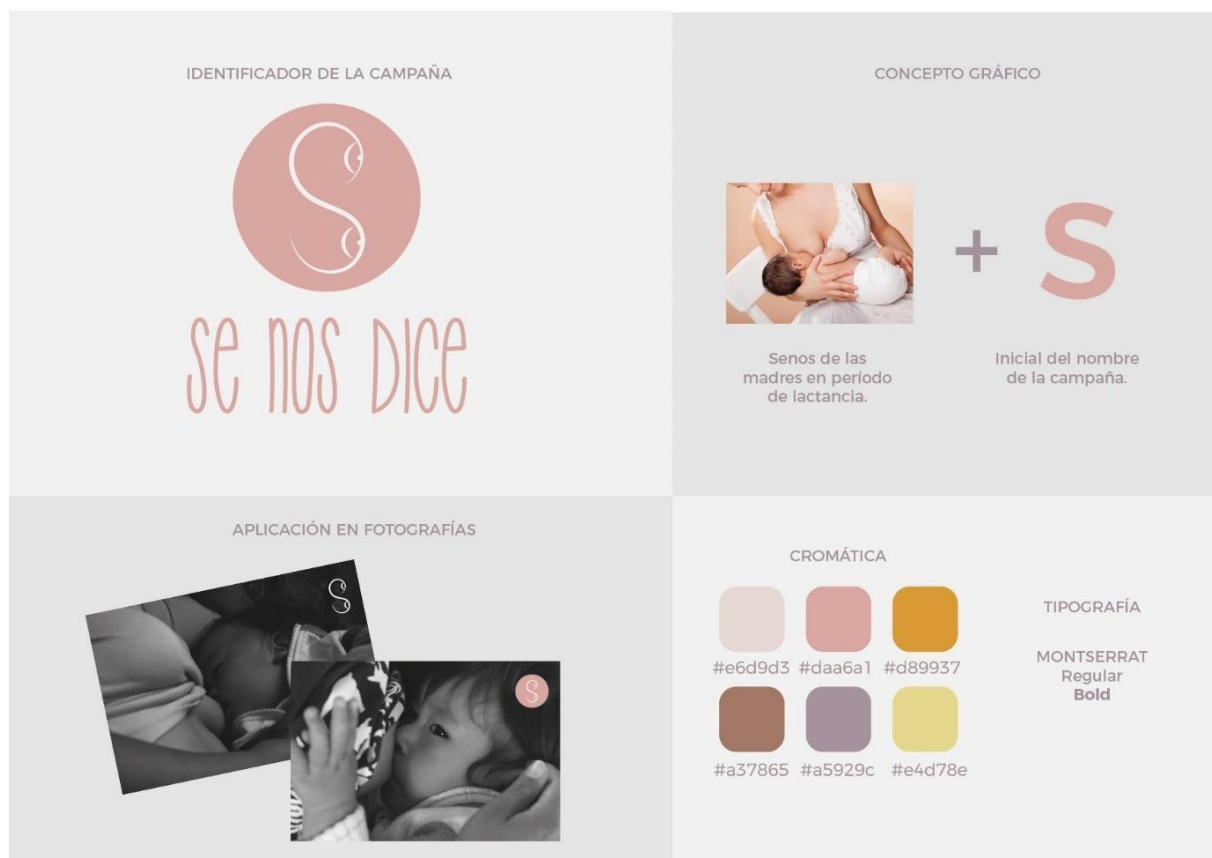 IDENTIFICADOR DE LA CAMPAÑA
SE NOS DICE
CONCEPTO GRÁFICO
+ S
Senos de las
madres en período
de lactancia.
Inicial del nombre
de la campaña.
APLICACIÓN EN FOTOGRAFÍAS
CROMÁTICA
#e6d9d3 #daa6a1 #d89937
#a37865 #a5929c #e4d78e
TIPOGRAFÍA
MONTSERRAT
Regular
Bold